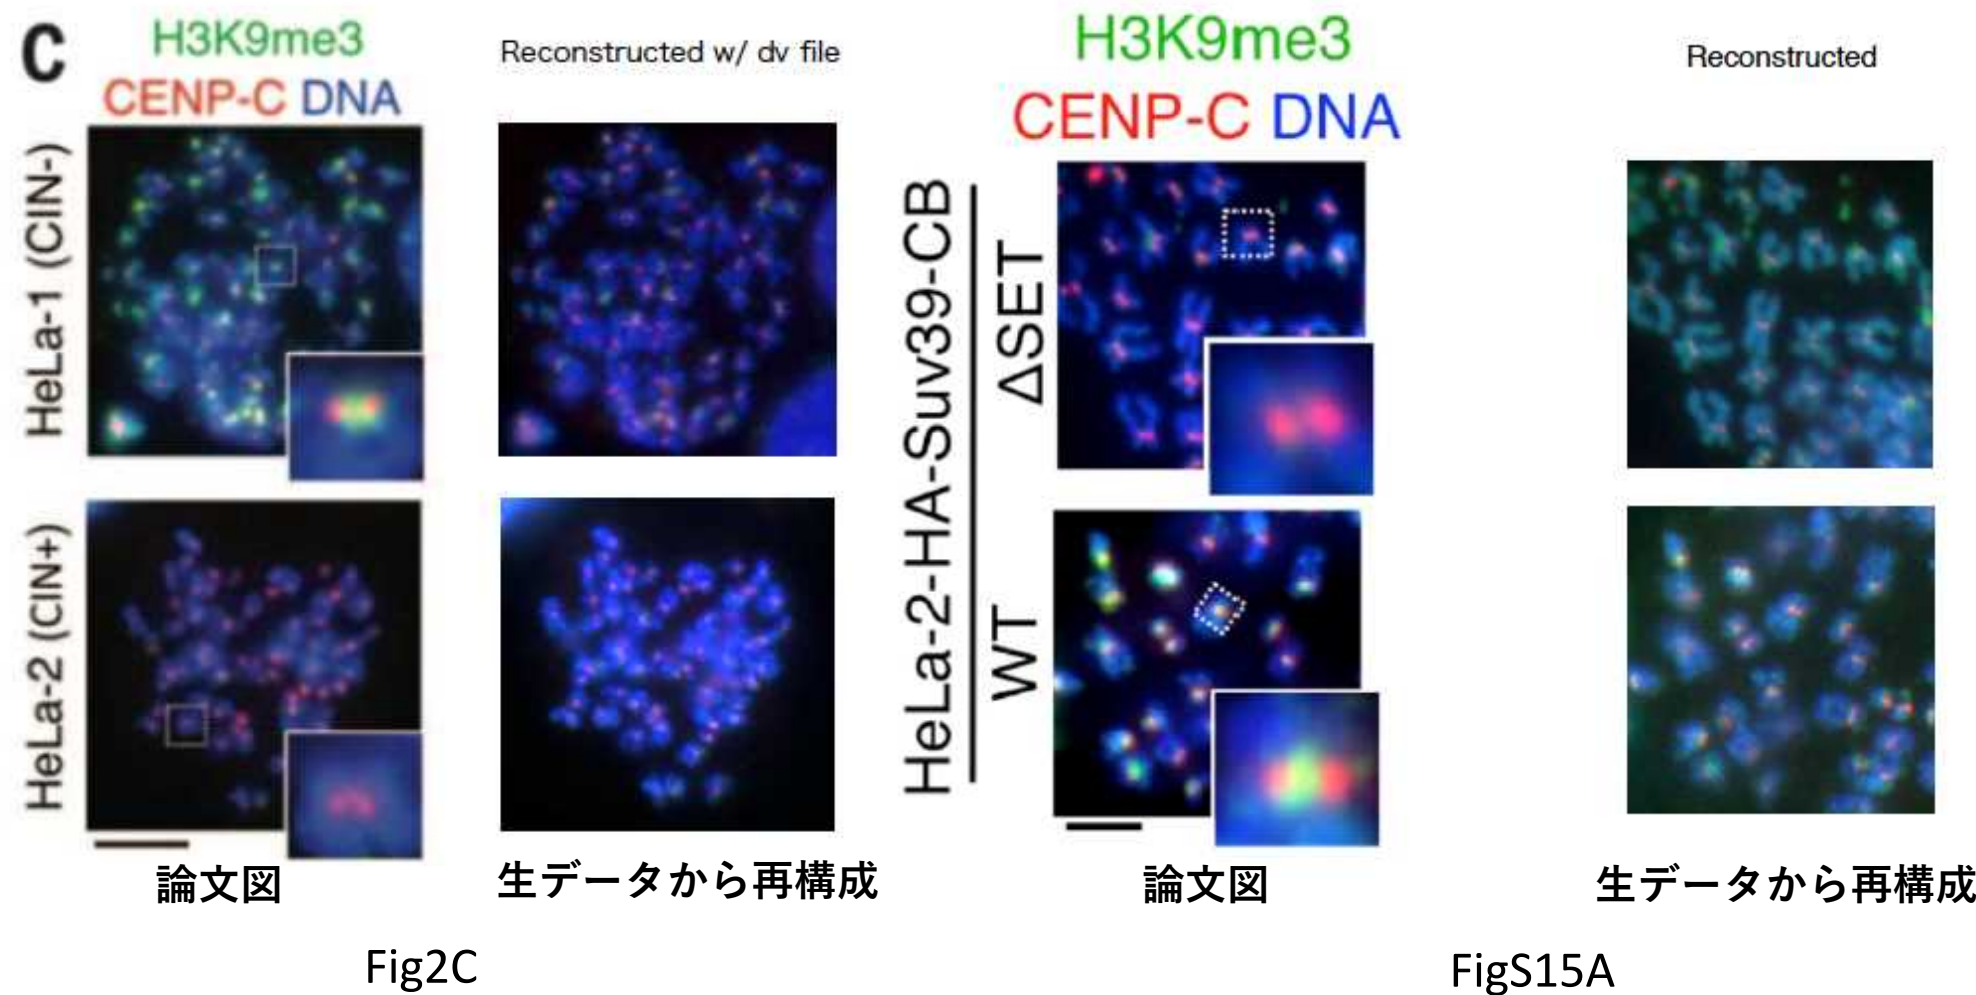 C
H3K9me3
CENP-C DNA
Reconstructed w/ dv file
HeLa-1 (CIN-)
HeLa-2 (CIN+)
論文図
生データから再構成
Fig2C
H3K9me3
CENP-C DNA
Reconstructed
HeLa-2-HA-Suv39-CB
ΔSET
WT
論文図
生データから再構成
FigS15A